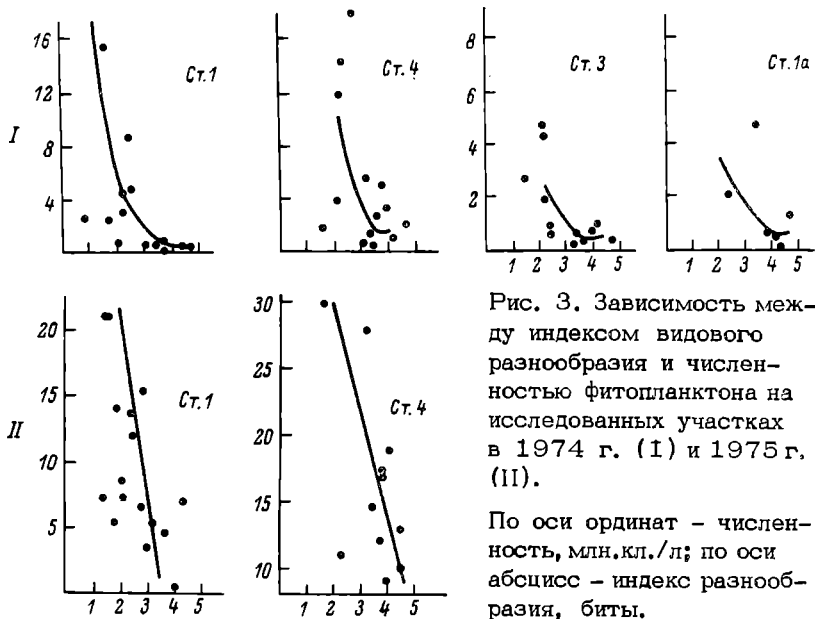 16
12
8
4
I
Ст.1
Ст.4
8
6
4
2
Ст.3
Ст.1а
1 2 3 4 5
1 2 3 4 5
20
15
10
5
II
Ст.1
1 2 3 4 5
30
25
20
15
10
Ст.4
1 2 3 4 5
Рис. 3. Зависимость меж-
ду индексом видового
разнообразия и числен-
ностью фитопланктона на
исследованных участках
в 1974 г. (I) и 1975 г.
(II).
По оси ординат – числен-
ность, млн.кл./л; по оси
абсцисс – индекс разнооб-
разия, биты.